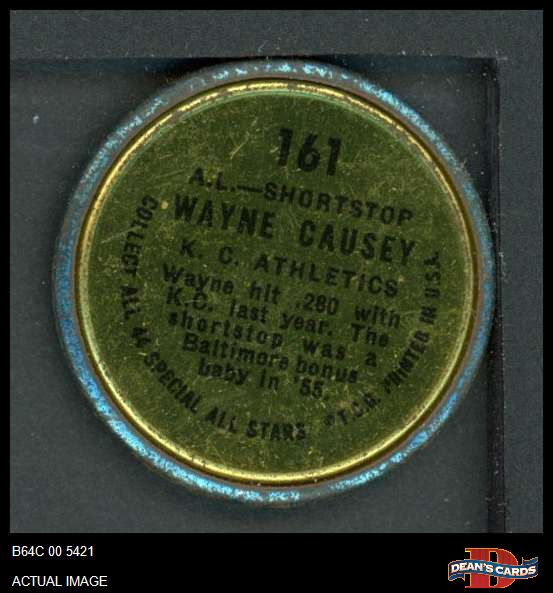 161
A.L.—SHORTSTOP
WAYNE CAUSEY
K. C. ATHLETICS
Wayne hit .280 with
K.C. last year. The
shortstop was a
Baltimore bonus
baby in '55.
COLLECT ALL 44 SPECIAL ALL STARS ©T.C.G. PRINTED IN U.S.A.
B64C 00 5421
ACTUAL IMAGE
D
DEAN'S CARDS